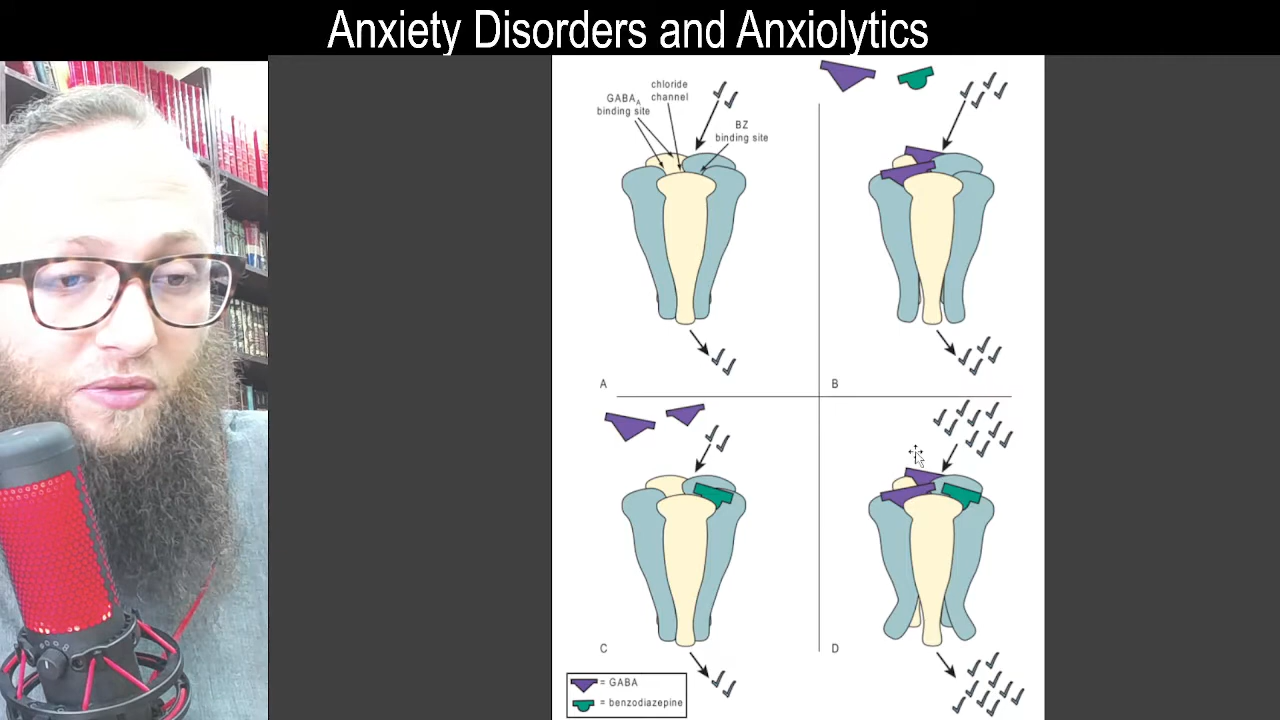 Anxiety Disorders and Anxiolytics
chloride
channel
GABAA
binding site
BZ
binding site
A
B
C
D
= GABA
= benzodiazepine